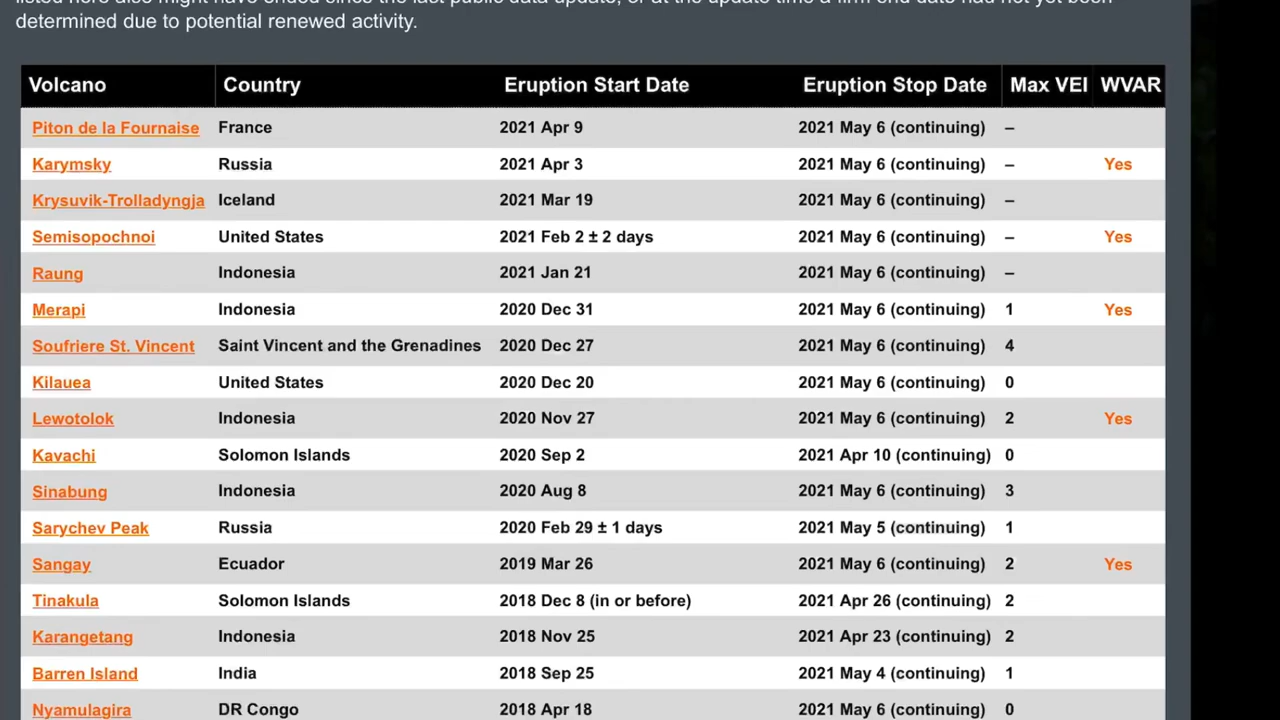 determined due to potential renewed activity.
Volcano Country Eruption Start Date Eruption Stop Date Max VEI WVAR
Piton de la Fournaise France 2021 Apr 9 2021 May 6 (continuing) –
Karymsky Russia 2021 Apr 3 2021 May 6 (continuing) – Yes
Krysuvik-Trolladyngja Iceland 2021 Mar 19 2021 May 6 (continuing) –
Semisopochnoi United States 2021 Feb 2 ± 2 days 2021 May 6 (continuing) – Yes
Raung Indonesia 2021 Jan 21 2021 May 6 (continuing) –
Merapi Indonesia 2020 Dec 31 2021 May 6 (continuing) 1 Yes
Soufriere St. Vincent Saint Vincent and the Grenadines 2020 Dec 27 2021 May 6 (continuing) 4
Kilauea United States 2020 Dec 20 2021 May 6 (continuing) 0
Lewotolok Indonesia 2020 Nov 27 2021 May 6 (continuing) 2 Yes
Kavachi Solomon Islands 2020 Sep 2 2021 Apr 10 (continuing) 0
Sinabung Indonesia 2020 Aug 8 2021 May 6 (continuing) 3
Sarychev Peak Russia 2020 Feb 29 ± 1 days 2021 May 5 (continuing) 1
Sangay Ecuador 2019 Mar 26 2021 May 6 (continuing) 2 Yes
Tinakula Solomon Islands 2018 Dec 8 (in or before) 2021 Apr 26 (continuing) 2
Karangetang Indonesia 2018 Nov 25 2021 Apr 23 (continuing) 2
Barren Island India 2018 Sep 25 2021 May 4 (continuing) 1
Nyamulagira DR Congo 2018 Apr 18 2021 May 6 (continuing) 0